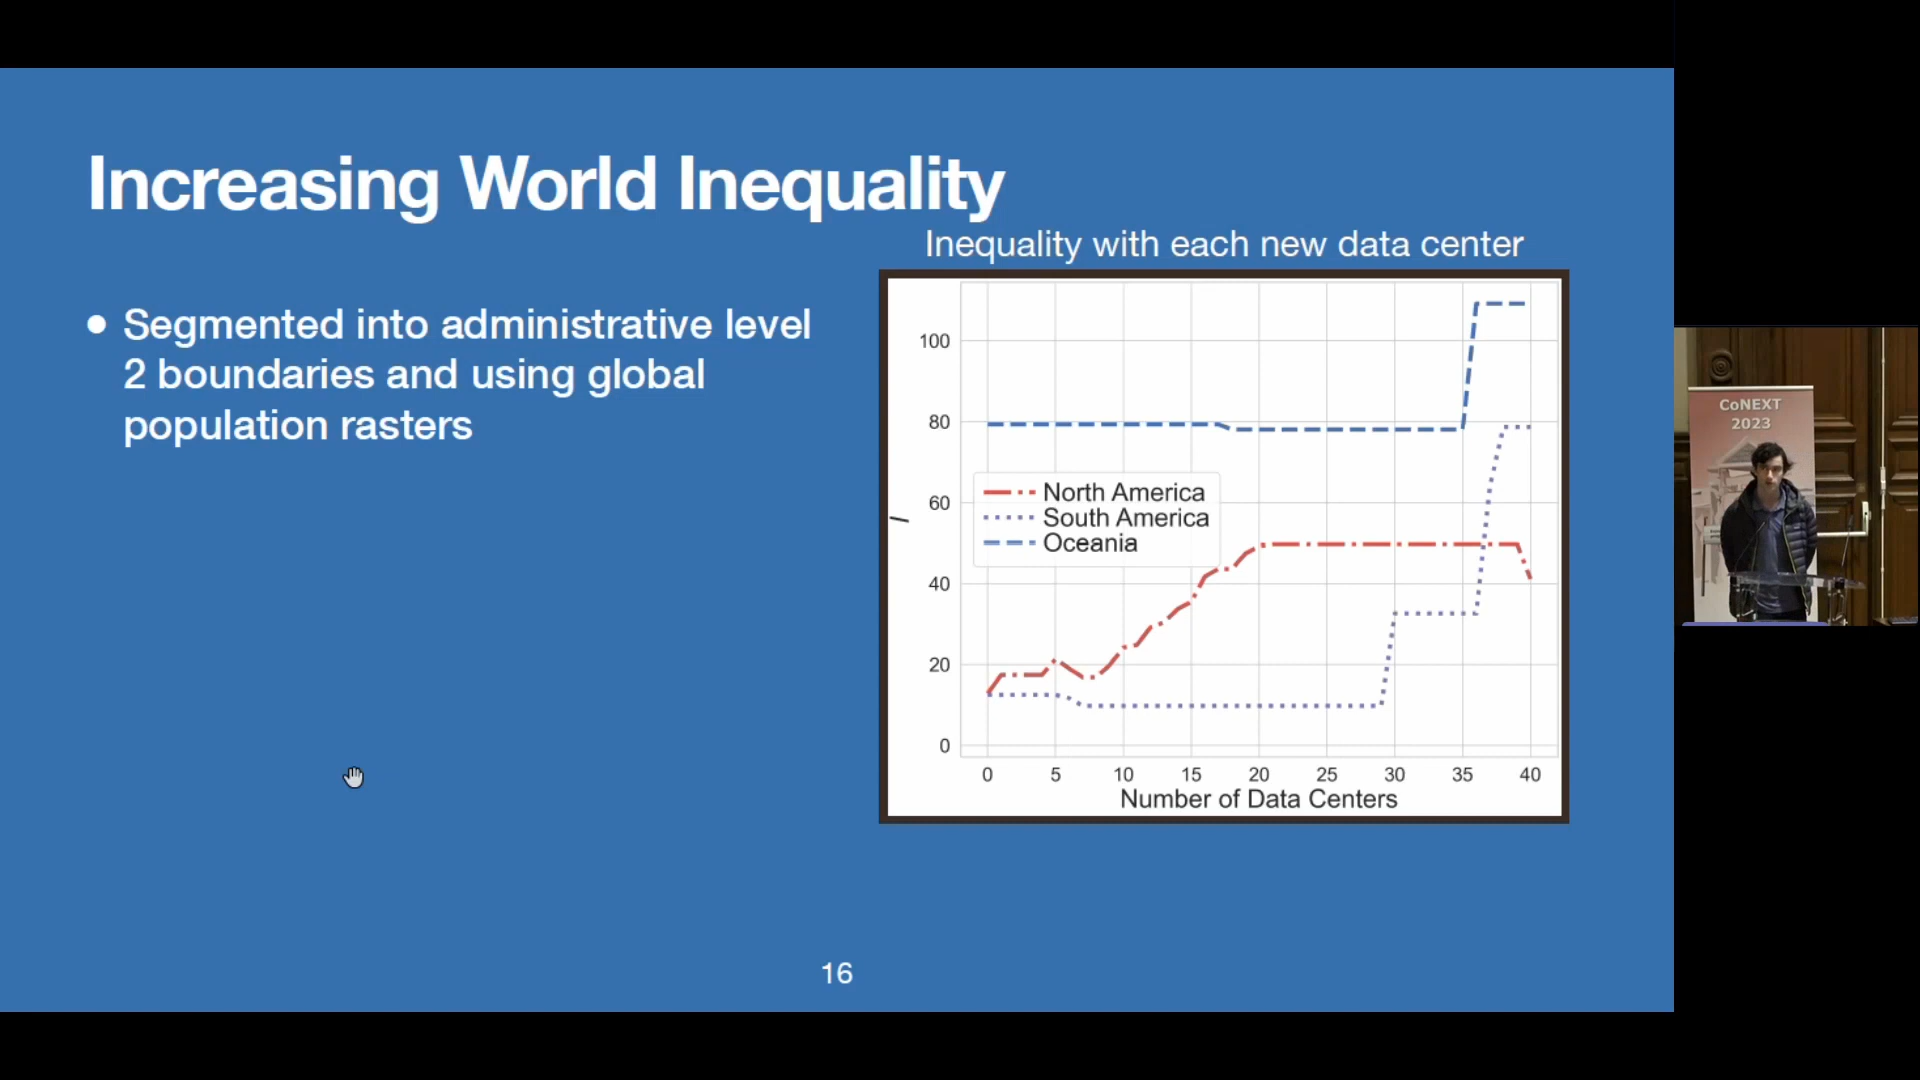 Increasing World Inequality
Inequality with each new data center
Segmented into administrative level
2 boundaries and using global
population rasters
100
80
60
40
20
0
I
North America
South America
Oceania
0 5 10 15 20 25 30 35 40
Number of Data Centers
16
CoNEXT
2023